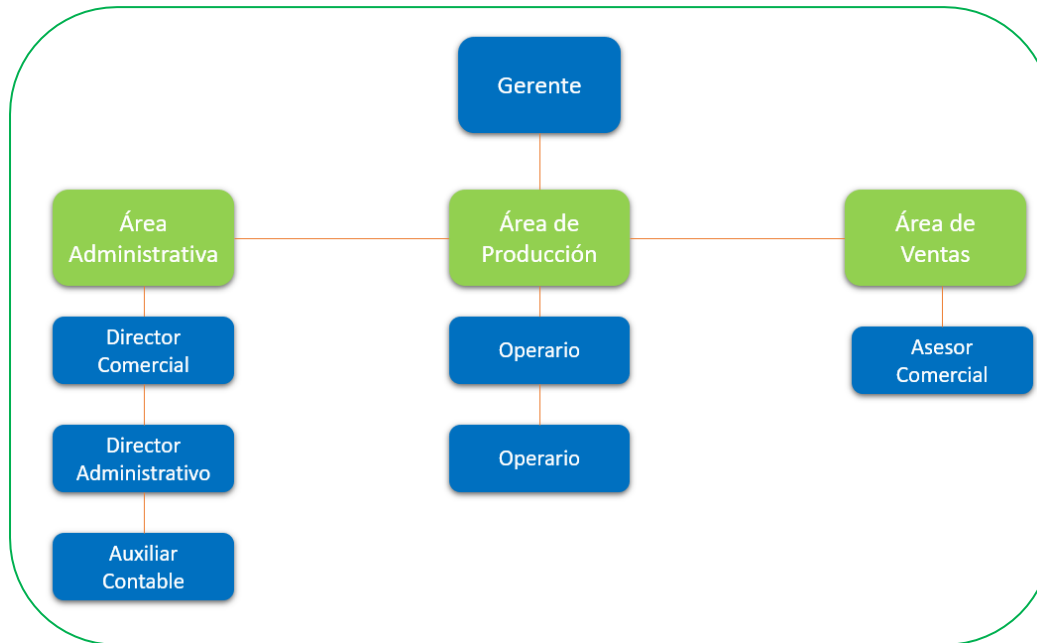 Gerente
Área
Administrativa
Área de
Producción
Área de
Ventas
Director
Comercial
Operario
Asesor
Comercial
Director
Administrativo
Operario
Auxiliar
Contable